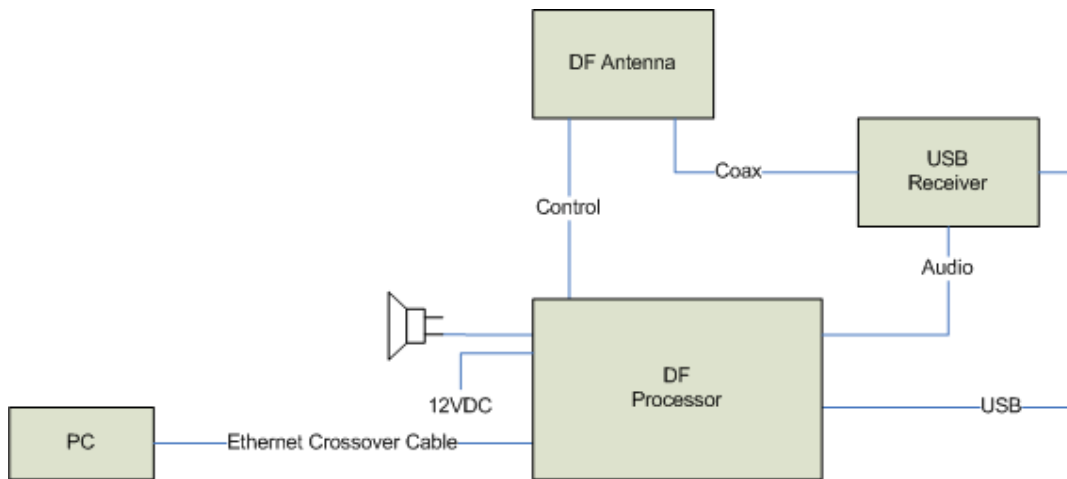 DF Antenna
USB
Receiver
Coax
Control
Audio
DF
Processor
12VDC
USB
PC
Ethernet Crossover Cable